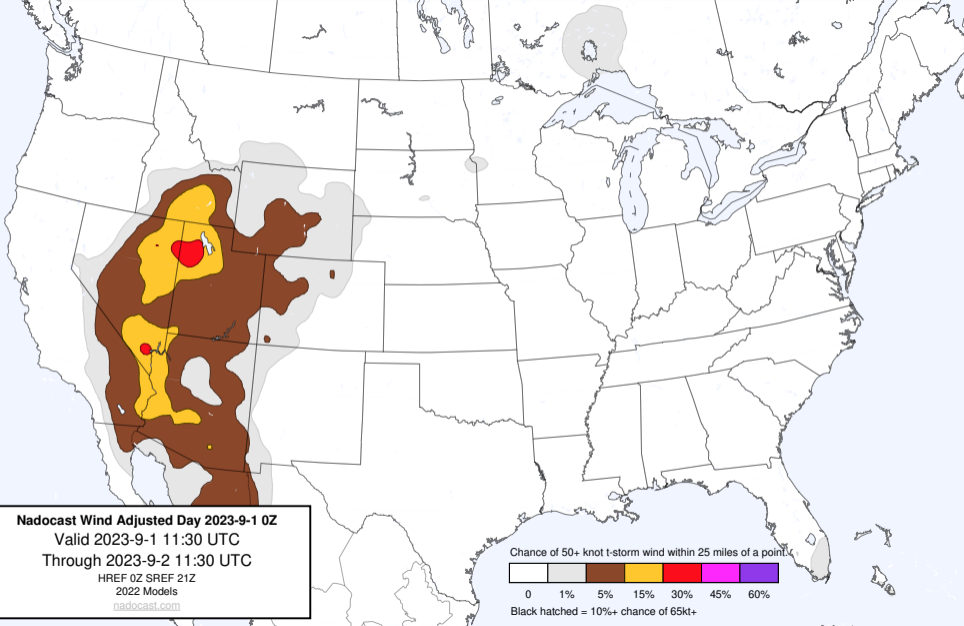 Nadocast Wind Adjusted Day 2023-9-1 0Z
Valid 2023-9-1 11:30 UTC
Through 2023-9-2 11:30 UTC
HREF 0Z SREF 21Z
2022 Models
nadocast.com
Chance of 50+ knot t-storm wind within 25 miles of a point.
0 1% 5% 15% 30% 45% 60%
Black hatched = 10%+ chance of 65kt+